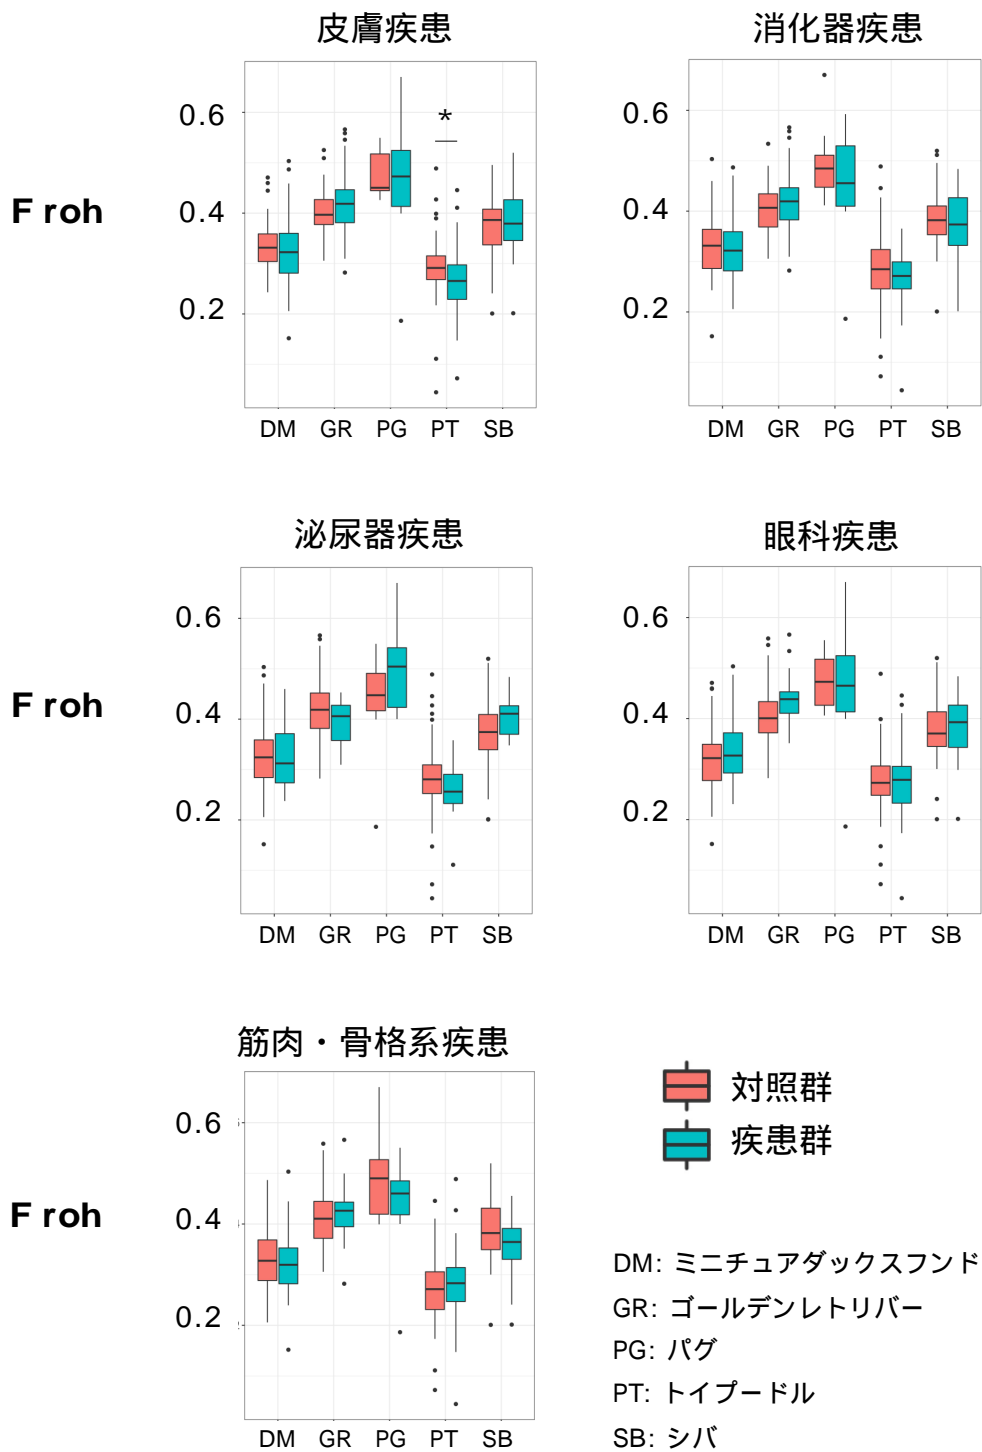 皮膚疾患
消化器疾患
F roh
0.6
0.4
0.2
*
DM GR PG PT SB
0.6
0.4
0.2
DM GR PG PT SB
泌尿器疾患
眼科疾患
F roh
0.6
0.4
0.2
DM GR PG PT SB
0.6
0.4
0.2
DM GR PG PT SB
筋肉・骨格系疾患
F roh
0.6
0.4
0.2
DM GR PG PT SB
対照群
疾患群
DM: ミニチュアダックスフンド
GR: ゴールデンレトリバー
PG: パグ
PT: トイプードル
SB: シバ